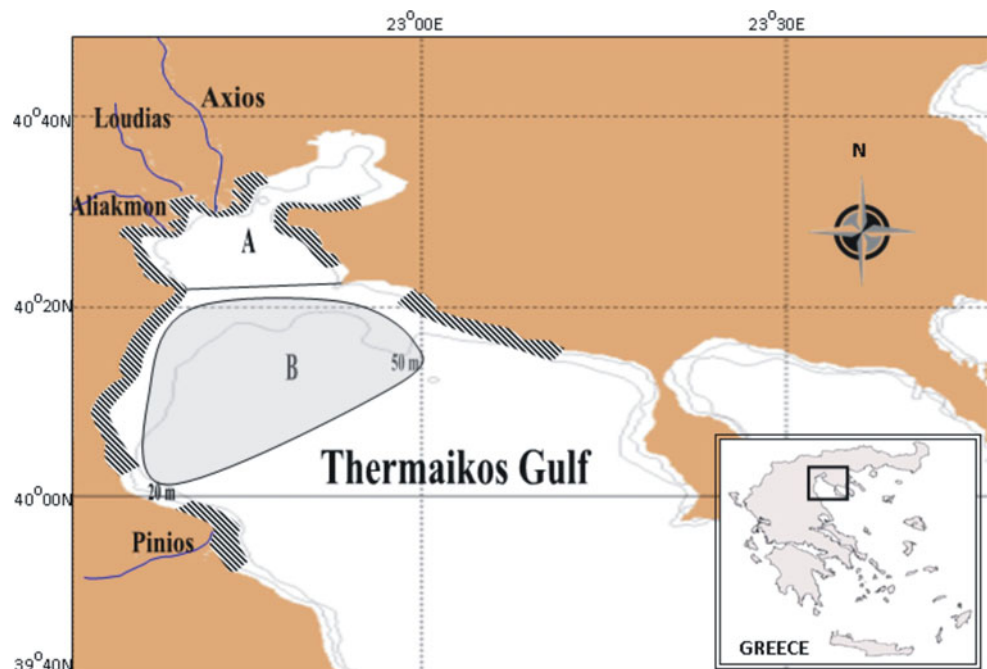 23°00E
23°30E
40°40N
Axios
Loudias
N
Aliakmon
A
40°20N
B
50 m
Thermaikos Gulf
20 m
40°00N
Pinios
GREECE
39°40N